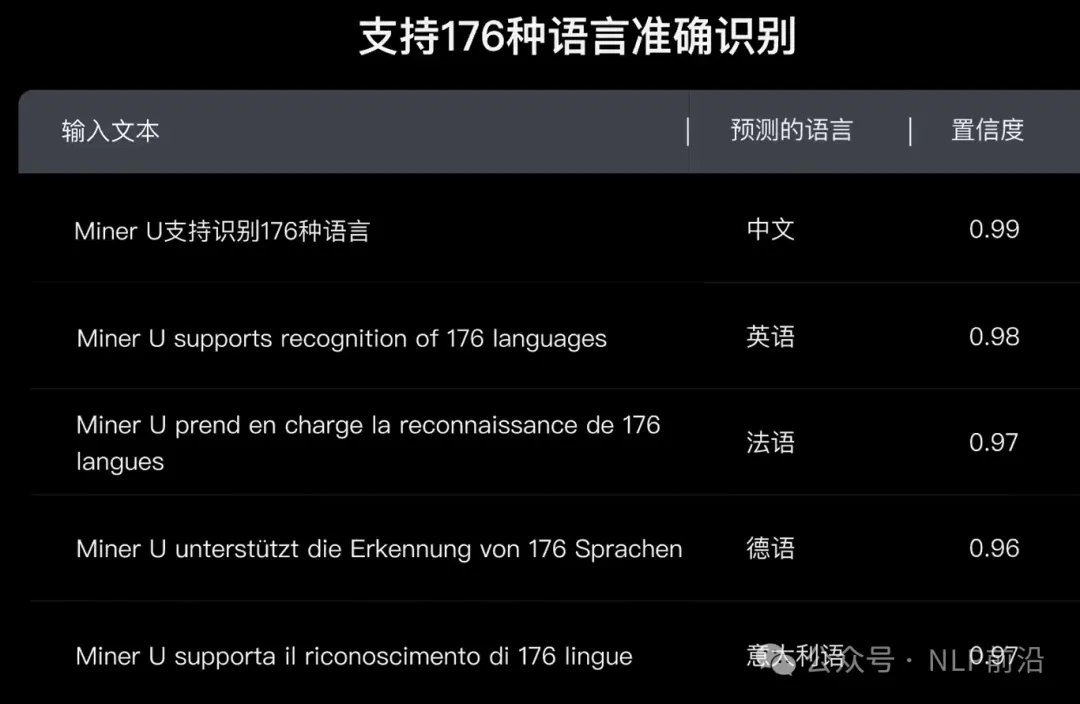 支持176种语言准确识别
输入文本 | 预测的语言 | 置信度
Miner U支持识别176种语言 中文 0.99
Miner U supports recognition of 176 languages 英语 0.98
Miner U prend en charge la reconnaissance de 176
langues 法语 0.97
Miner U unterstützt die Erkennung von 176 Sprachen 德语 0.96
Miner U supporta il riconoscimento di 176 lingue 意大利语 0.97
公众号 · NLP前沿